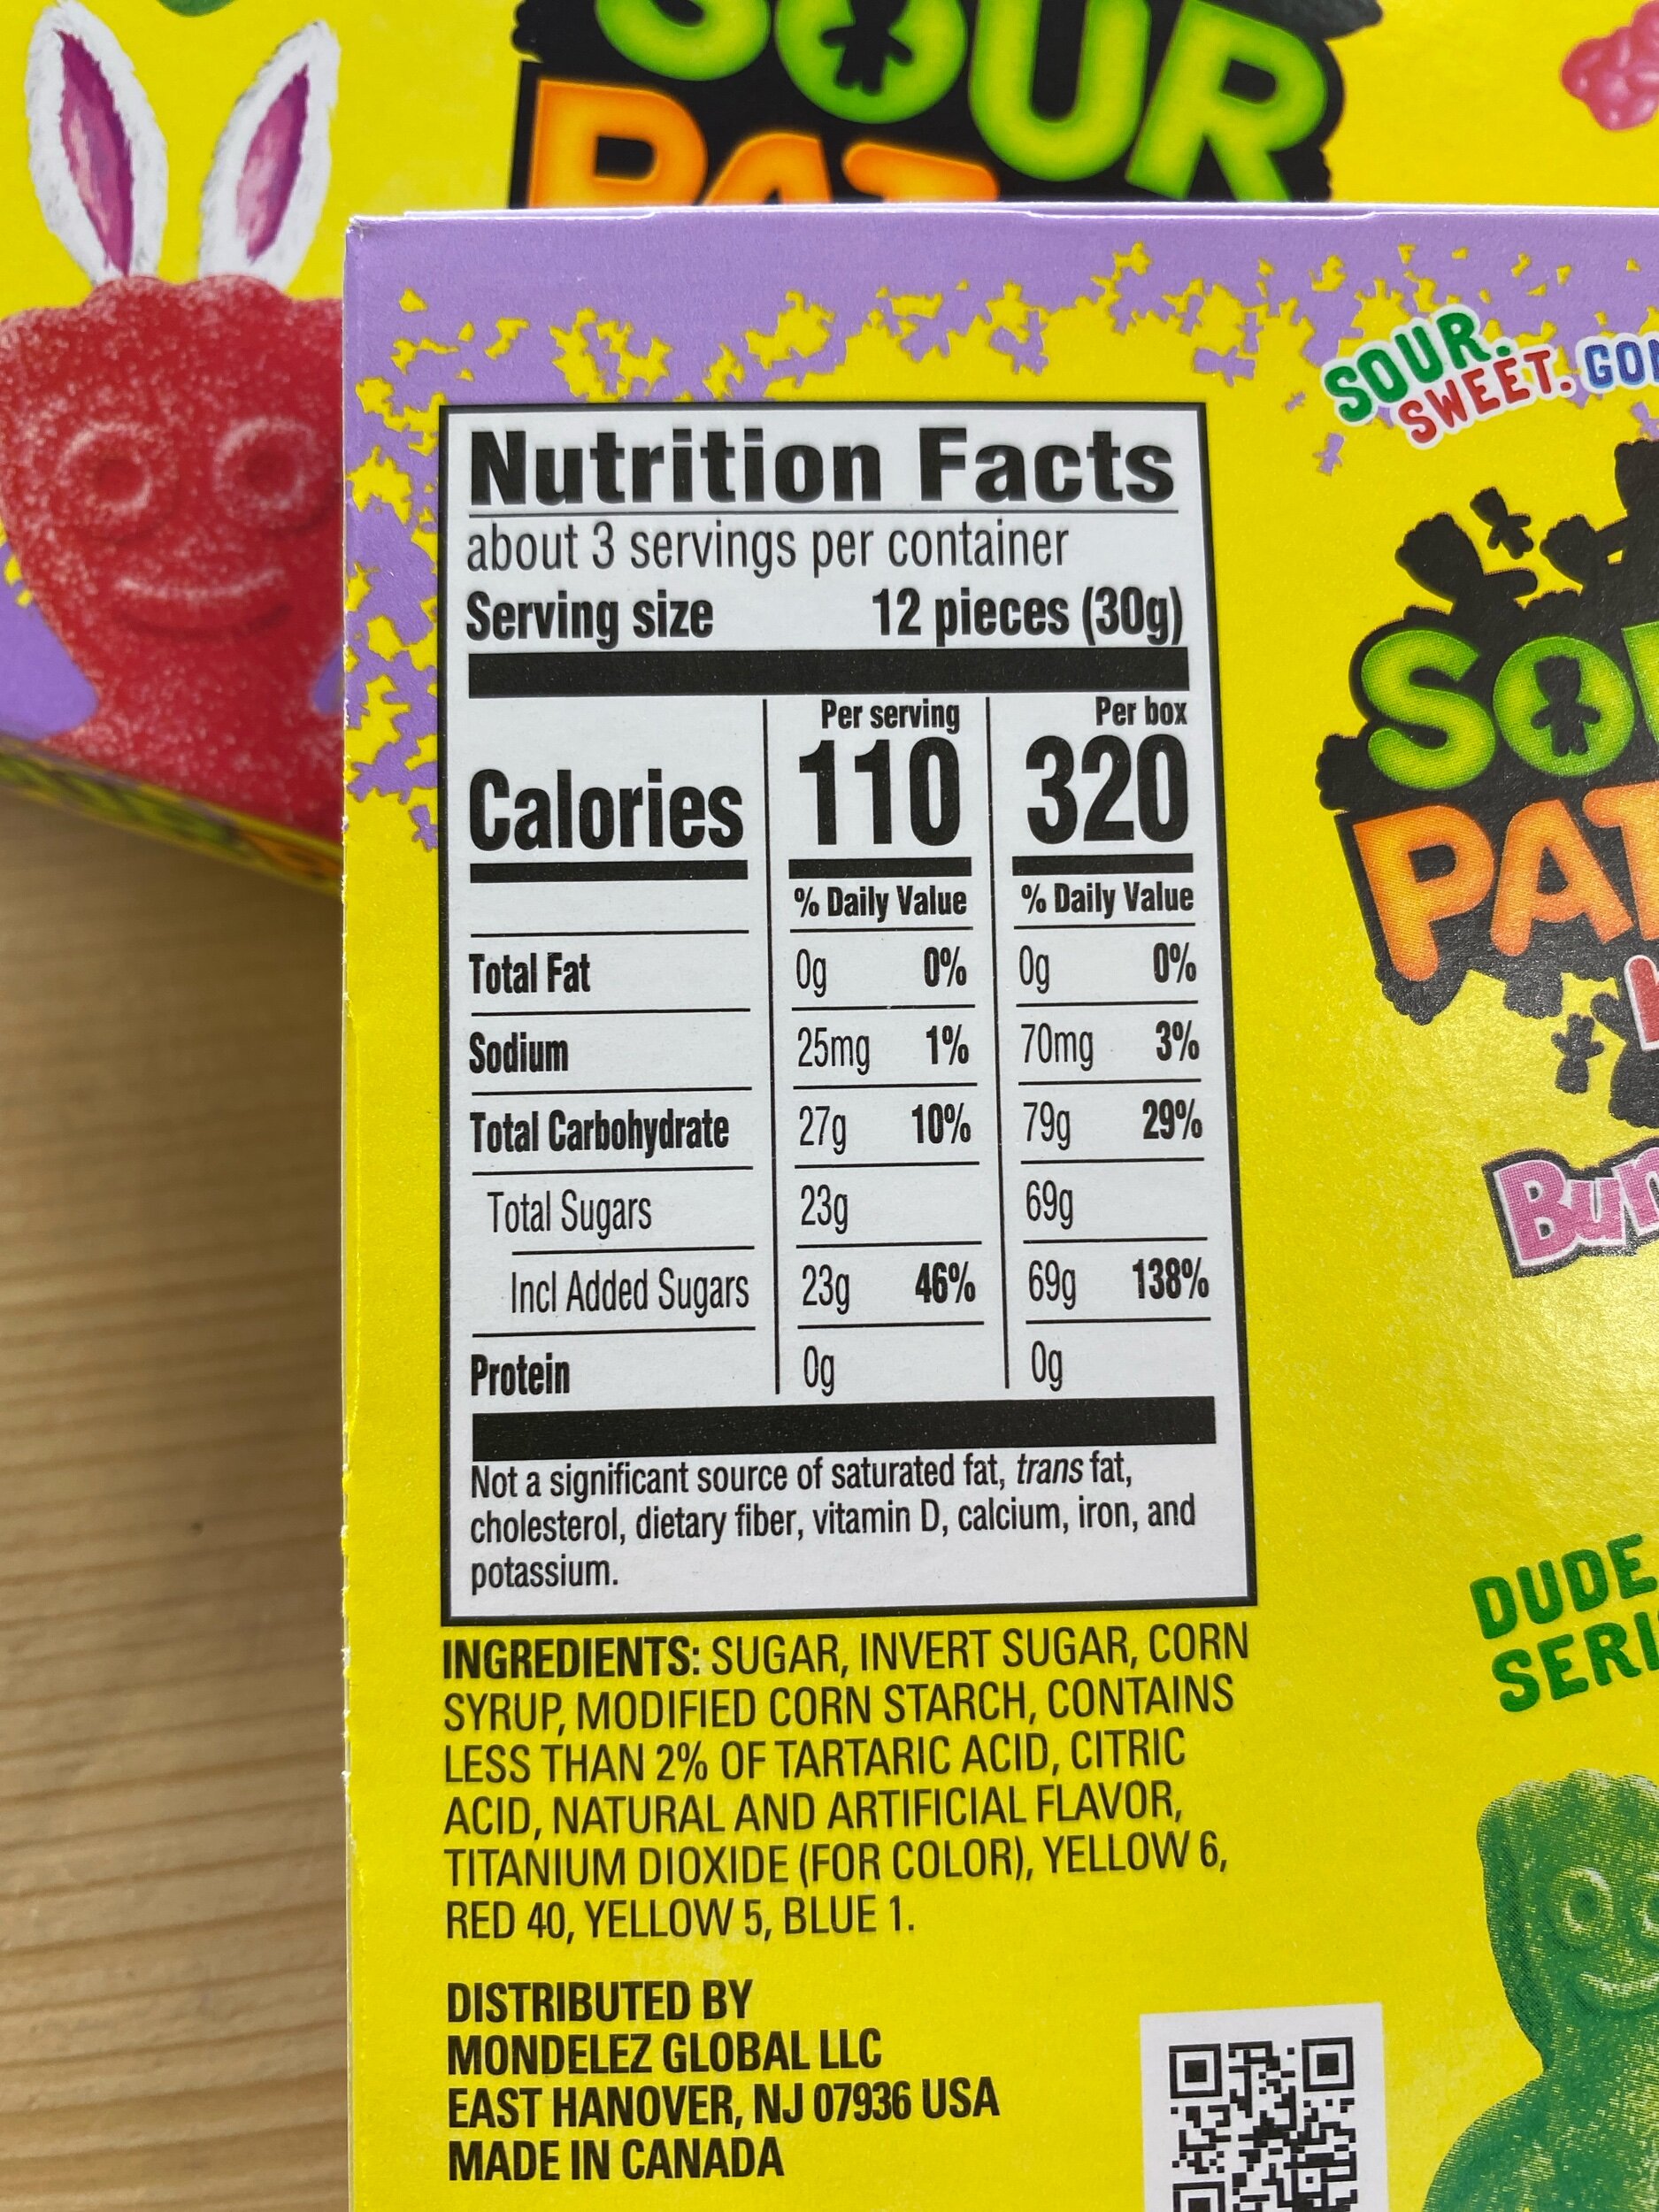 SOUR
SOUR.
SWEET.
Nutrition Facts
about 3 servings per container
Serving size 12 pieces (30g)
Per serving Per box
Calories 110 320
% Daily Value % Daily Value
Total Fat 0g 0% 0g 0%
Sodium 25mg 1% 70mg 3%
Total Carbohydrate 27g 10% 79g 29%
Total Sugars 23g 69g
Incl Added Sugars 23g 46% 69g 138%
Protein 0g 0g
Not a significant source of saturated fat, trans fat,
cholesterol, dietary fiber, vitamin D, calcium, iron, and
potassium.
INGREDIENTS: SUGAR, INVERT SUGAR, CORN
SYRUP, MODIFIED CORN STARCH, CONTAINS
LESS THAN 2% OF TARTARIC ACID, CITRIC
ACID, NATURAL AND ARTIFICIAL FLAVOR,
TITANIUM DIOXIDE (FOR COLOR), YELLOW 6,
RED 40, YELLOW 5, BLUE 1.
DISTRIBUTED BY
MONDELEZ GLOBAL LLC
EAST HANOVER, NJ 07936 USA
MADE IN CANADA
DUDE